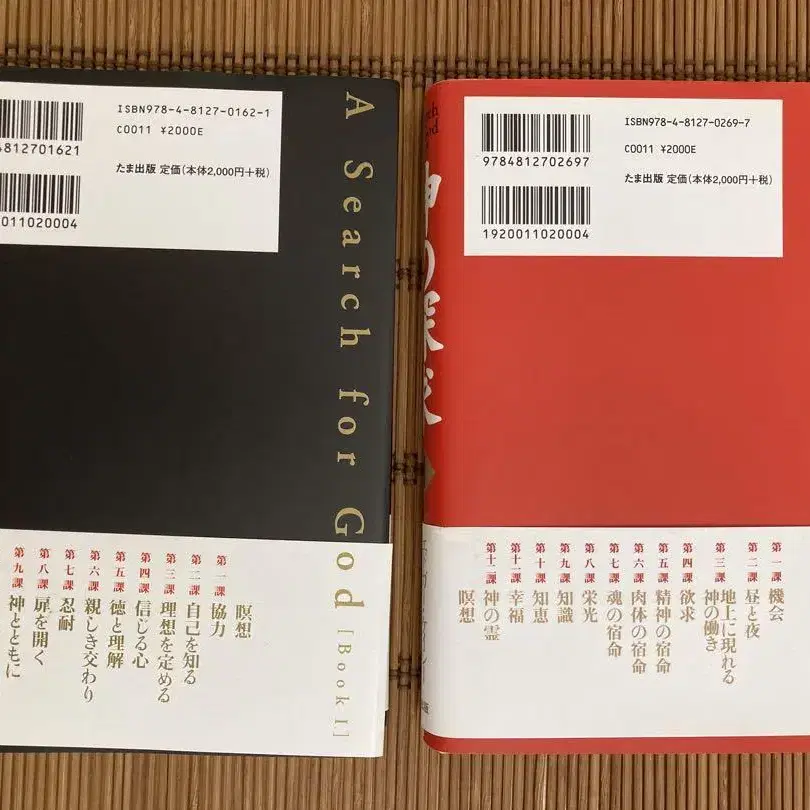 ISBN978-4-8127-0162-1
C0011 ¥2000E
たま出版 定価(本体2,000円+税)
4812701621
011020004
A Search for God [Book I]
瞑想
第一課 協力
第二課 自己を知る
第三課 理想を定める
第四課 信じる心
第五課 徳と理解
第六課 親しき交わり
第七課 忍耐
第八課 扉を開く
第九課 神とともに
ISBN978-4-8127-0269-7
C0011 ¥2000E
たま出版 定価(本体2,000円+税)
9784812702697
1920011020004
第一課 機会
第二課 昼と夜
第三課 地上に現れる
神の働き
第四課 欲求
第五課 精神の宿命
第六課 肉体の宿命
第七課 魂の宿命
第八課 栄光
第九課 知識
第十課 知恵
第十一課 幸福
第十二課 神の霊
瞑想